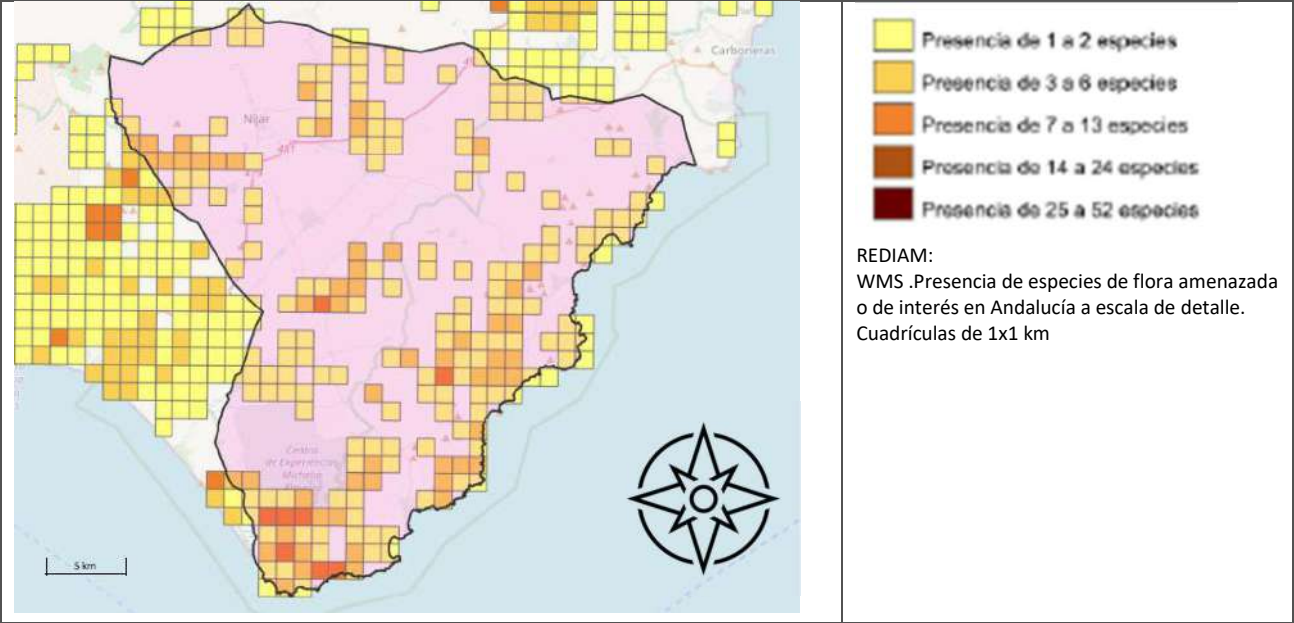 Carboneras
Níjar
481
Centro
de Experiencias
Michelin
5 km
Presencia de 1 a 2 especies
Presencia de 3 a 6 especies
Presencia de 7 a 13 especies
Presencia de 14 a 24 especies
Presencia de 25 a 52 especies
REDIAM:
WMS .Presencia de especies de flora amenazada
o de interés en Andalucía a escala de detalle.
Cuadrículas de 1x1 km